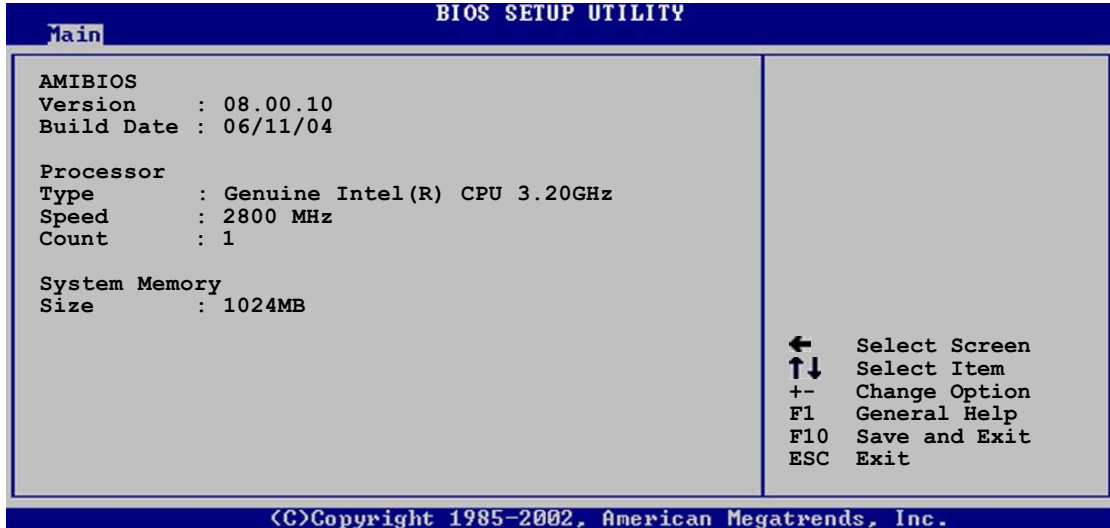 BIOS SETUP UTILITY
Main
AMIBIOS
Version : 08.00.10
Build Date : 06/11/04
Processor
Type : Genuine Intel(R) CPU 3.20GHz
Speed : 2800 MHz
Count : 1
System Memory
Size : 1024MB
← Select Screen
↑↓ Select Item
+- Change Option
F1 General Help
F10 Save and Exit
ESC Exit
(C)Copyright 1985-2002, American Megatrends, Inc.